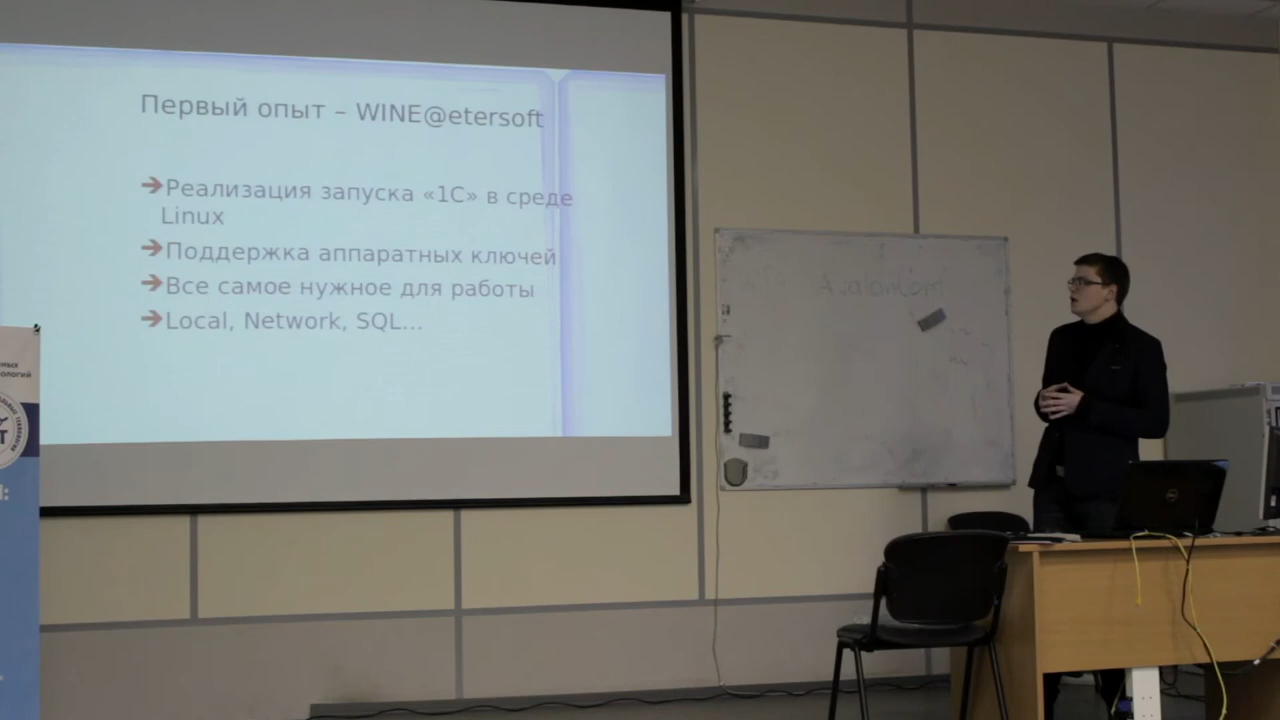 Первый опыт – WINE@etersoft
➔Реализация запуска «1С» в среде
Linux
➔Поддержка аппаратных ключей
➔Все самое нужное для работы
➔Local, Network, SQL...